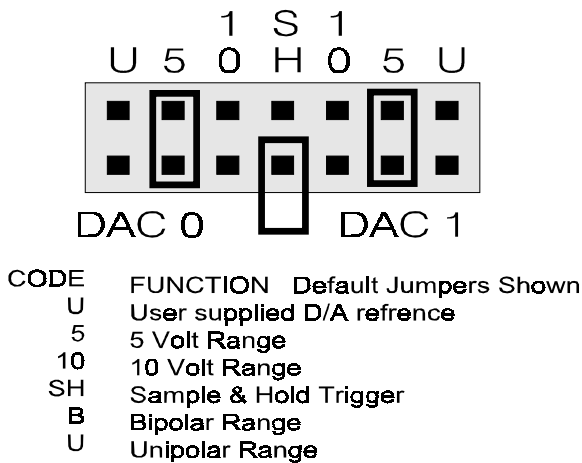 1 S 1
U 5 0 H 0 5 U
DAC 0 DAC 1
CODE FUNCTION Default Jumpers Shown
U User supplied D/A refrence
5 5 Volt Range
10 10 Volt Range
SH Sample & Hold Trigger
B Bipolar Range
U Unipolar Range